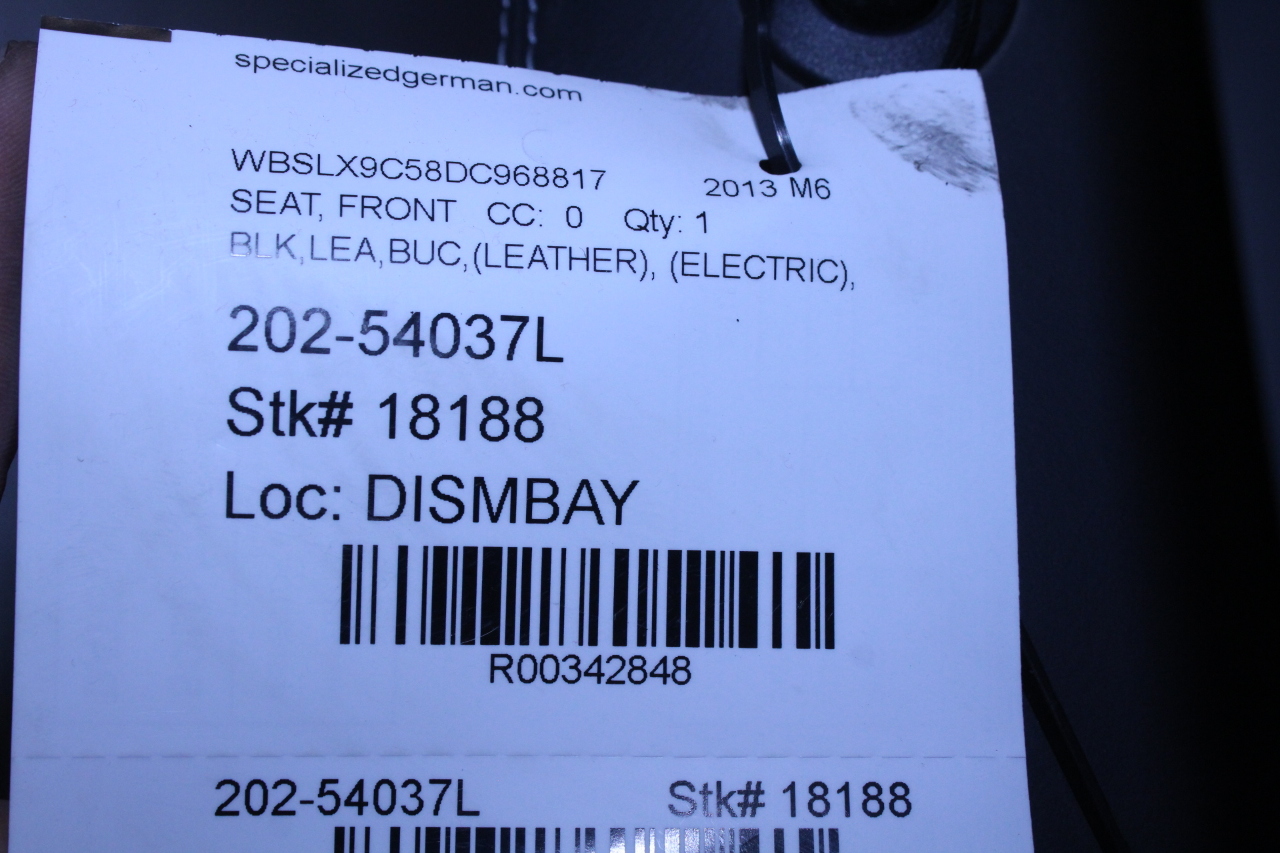 specializedgerman.com
WBSLX9C58DC968817 2013 M6
SEAT, FRONT CC: 0 Qty: 1
BLK,LEA,BUC,(LEATHER), (ELECTRIC),
202-54037L
Stk# 18188
Loc: DISMBAY
R00342848
202-54037L Stk# 18188